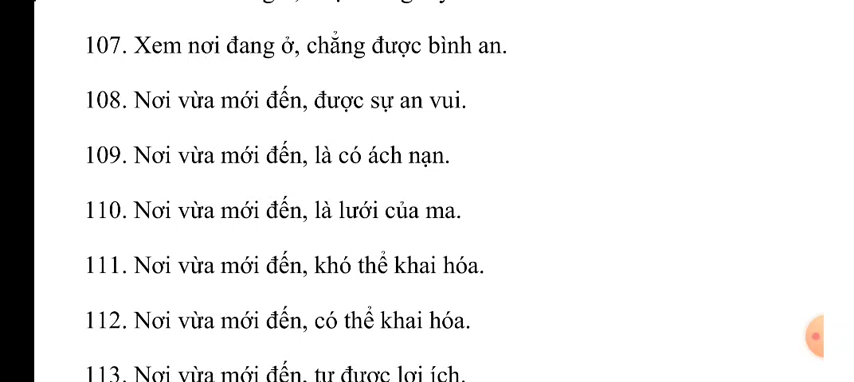 107. Xem nơi đang ở, chẳng được bình an.
108. Nơi vừa mới đến, được sự an vui.
109. Nơi vừa mới đến, là có ách nạn.
110. Nơi vừa mới đến, là lưới của ma.
111. Nơi vừa mới đến, khó thể khai hóa.
112. Nơi vừa mới đến, có thể khai hóa.
113. Nơi vừa mới đến, tự được lợi ích.